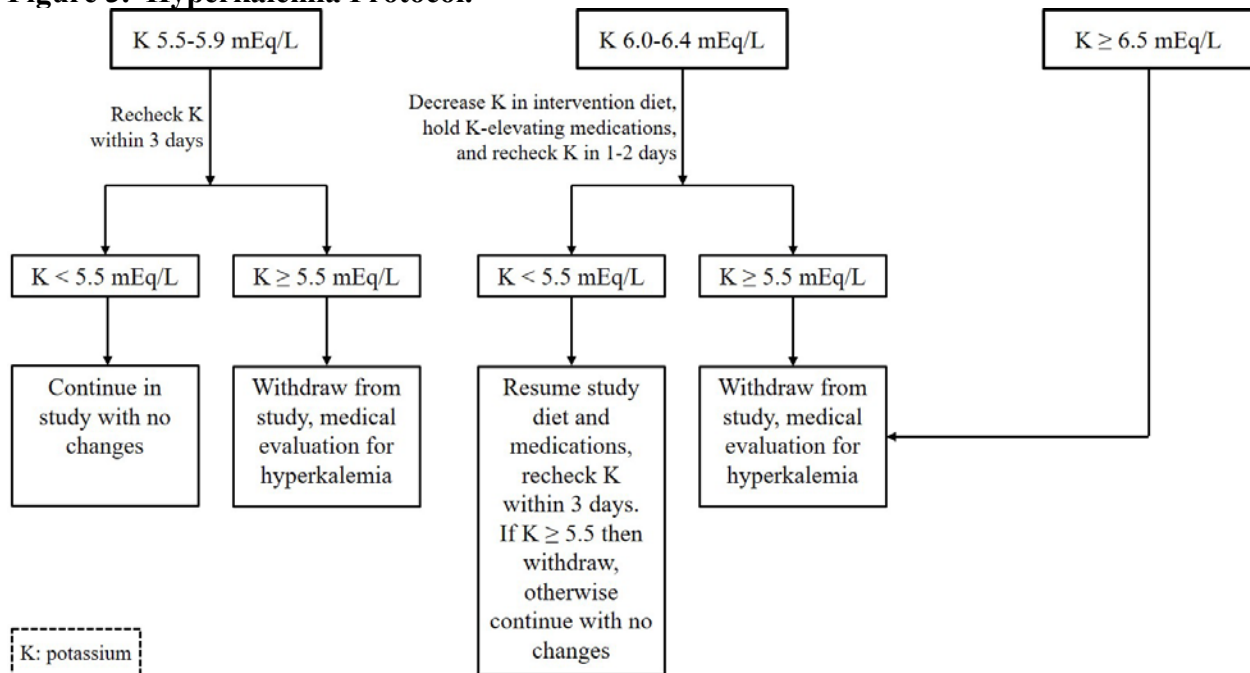 Figure 3. Hyperkalemia Protocol.
K 5.5-5.9 mEq/L
K 6.0-6.4 mEq/L
K ≥ 6.5 mEq/L
Recheck K
within 3 days
Decrease K in intervention diet,
hold K-elevating medications,
and recheck K in 1-2 days
K < 5.5 mEq/L
K ≥ 5.5 mEq/L
K < 5.5 mEq/L
K ≥ 5.5 mEq/L
Continue in
study with no
changes
Withdraw from
study, medical
evaluation for
hyperkalemia
Resume study
diet and
medications,
recheck K
within 3 days.
If K ≥ 5.5 then
withdraw,
otherwise
continue with no
changes
Withdraw from
study, medical
evaluation for
hyperkalemia
K: potassium